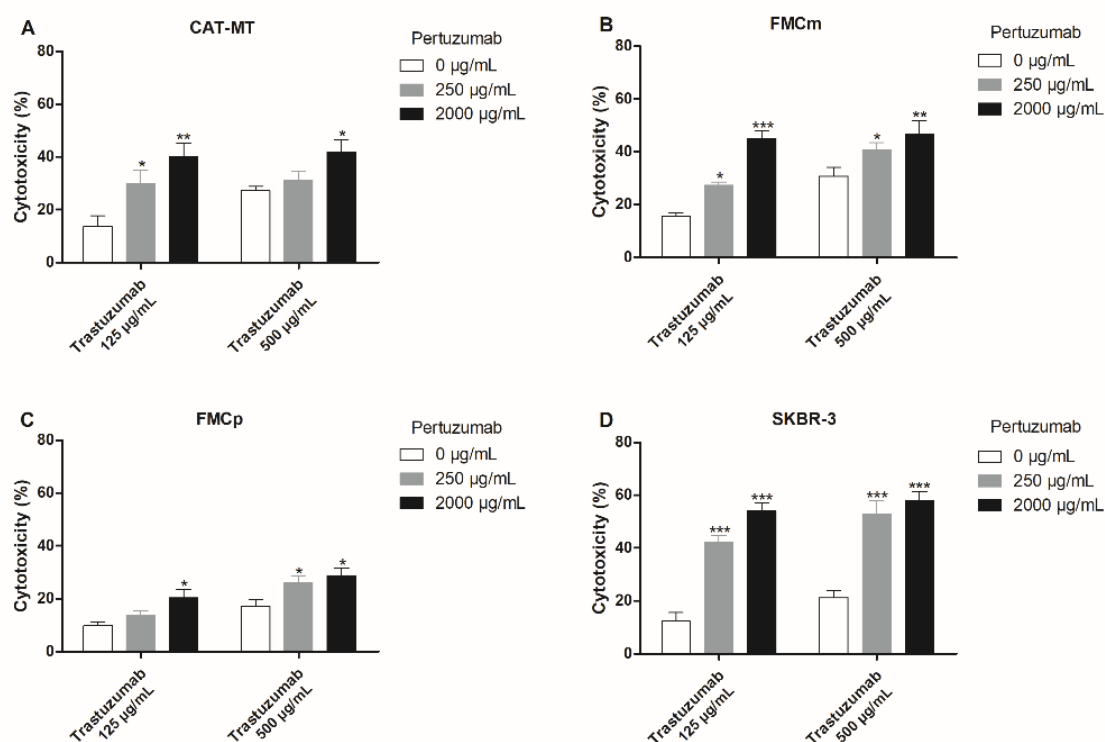 A
CAT-MT
Cytotoxicity (%)
80
60
40
20
0
*
**
*
Trastuzumab
125 µg/mL
Trastuzumab
500 µg/mL
Pertuzumab
0 µg/mL
250 µg/mL
2000 µg/mL
B
FMCm
Cytotoxicity (%)
80
60
40
20
0
*
***
*
**
Trastuzumab
125 µg/mL
Trastuzumab
500 µg/mL
Pertuzumab
0 µg/mL
250 µg/mL
2000 µg/mL
C
FMCp
Cytotoxicity (%)
80
60
40
20
0
*
*
*
Trastuzumab
125 µg/mL
Trastuzumab
500 µg/mL
Pertuzumab
0 µg/mL
250 µg/mL
2000 µg/mL
D
SKBR-3
Cytotoxicity (%)
80
60
40
20
0
***
***
***
***
Trastuzumab
125 µg/mL
Trastuzumab
500 µg/mL
Pertuzumab
0 µg/mL
250 µg/mL
2000 µg/mL